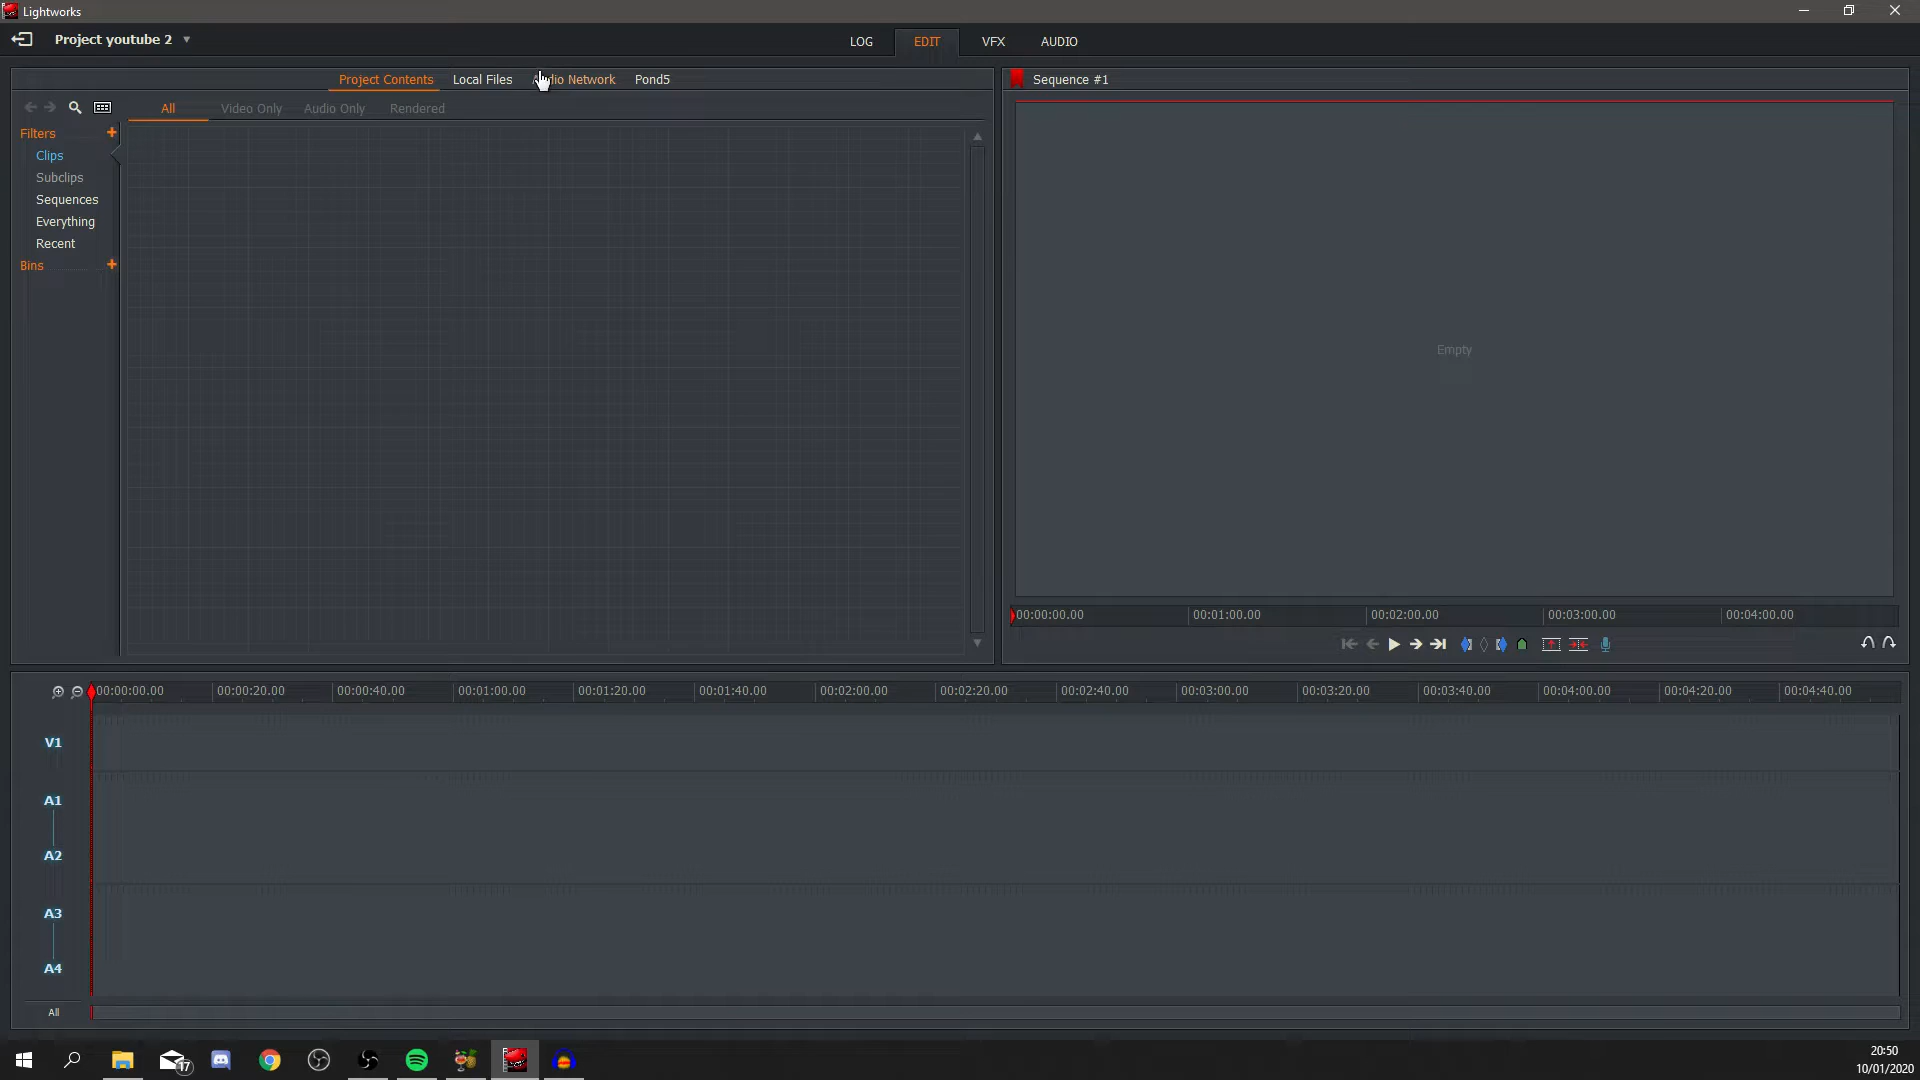 Lightworks
Project youtube 2
LOG EDIT VFX AUDIO
Project Contents Local Files Network Pond5
Sequence #1
All Video Only Audio Only Rendered
Filters
Clips
Subclips
Sequences
Everything
Recent
Bins
Empty
00:00:00.00 00:01:00.00 00:02:00.00 00:03:00.00 00:04:00.00
00:00:00.00 00:00:20.00 00:00:40.00 00:01:00.00 00:01:20.00 00:01:40.00 00:02:00.00 00:02:20.00 00:02:40.00 00:03:00.00 00:03:20.00 00:03:40.00 00:04:00.00 00:04:20.00 00:04:40.00
V1
A1
A2
A3
A4
All
17
20:50
10/01/2020